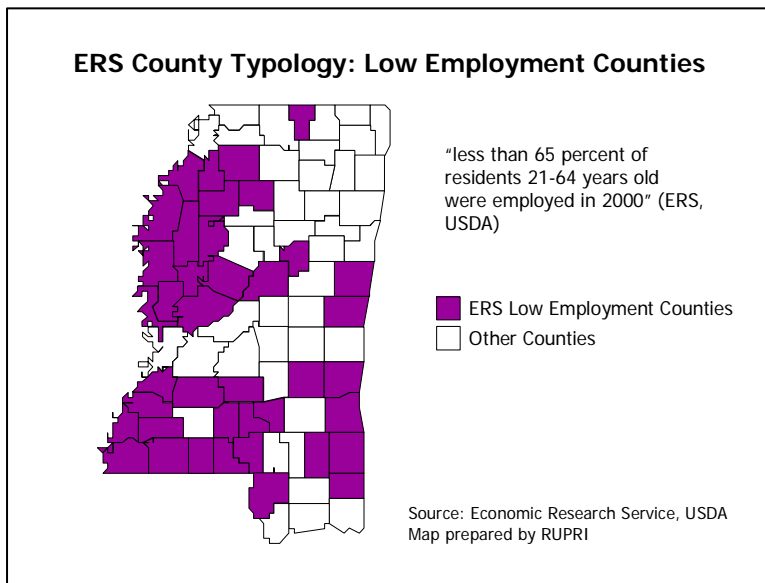 ERS County Typology: Low Employment Counties
“less than 65 percent of
residents 21-64 years old
were employed in 2000” (ERS,
USDA)
ERS Low Employment Counties
Other Counties
Source: Economic Research Service, USDA
Map prepared by RUPRI